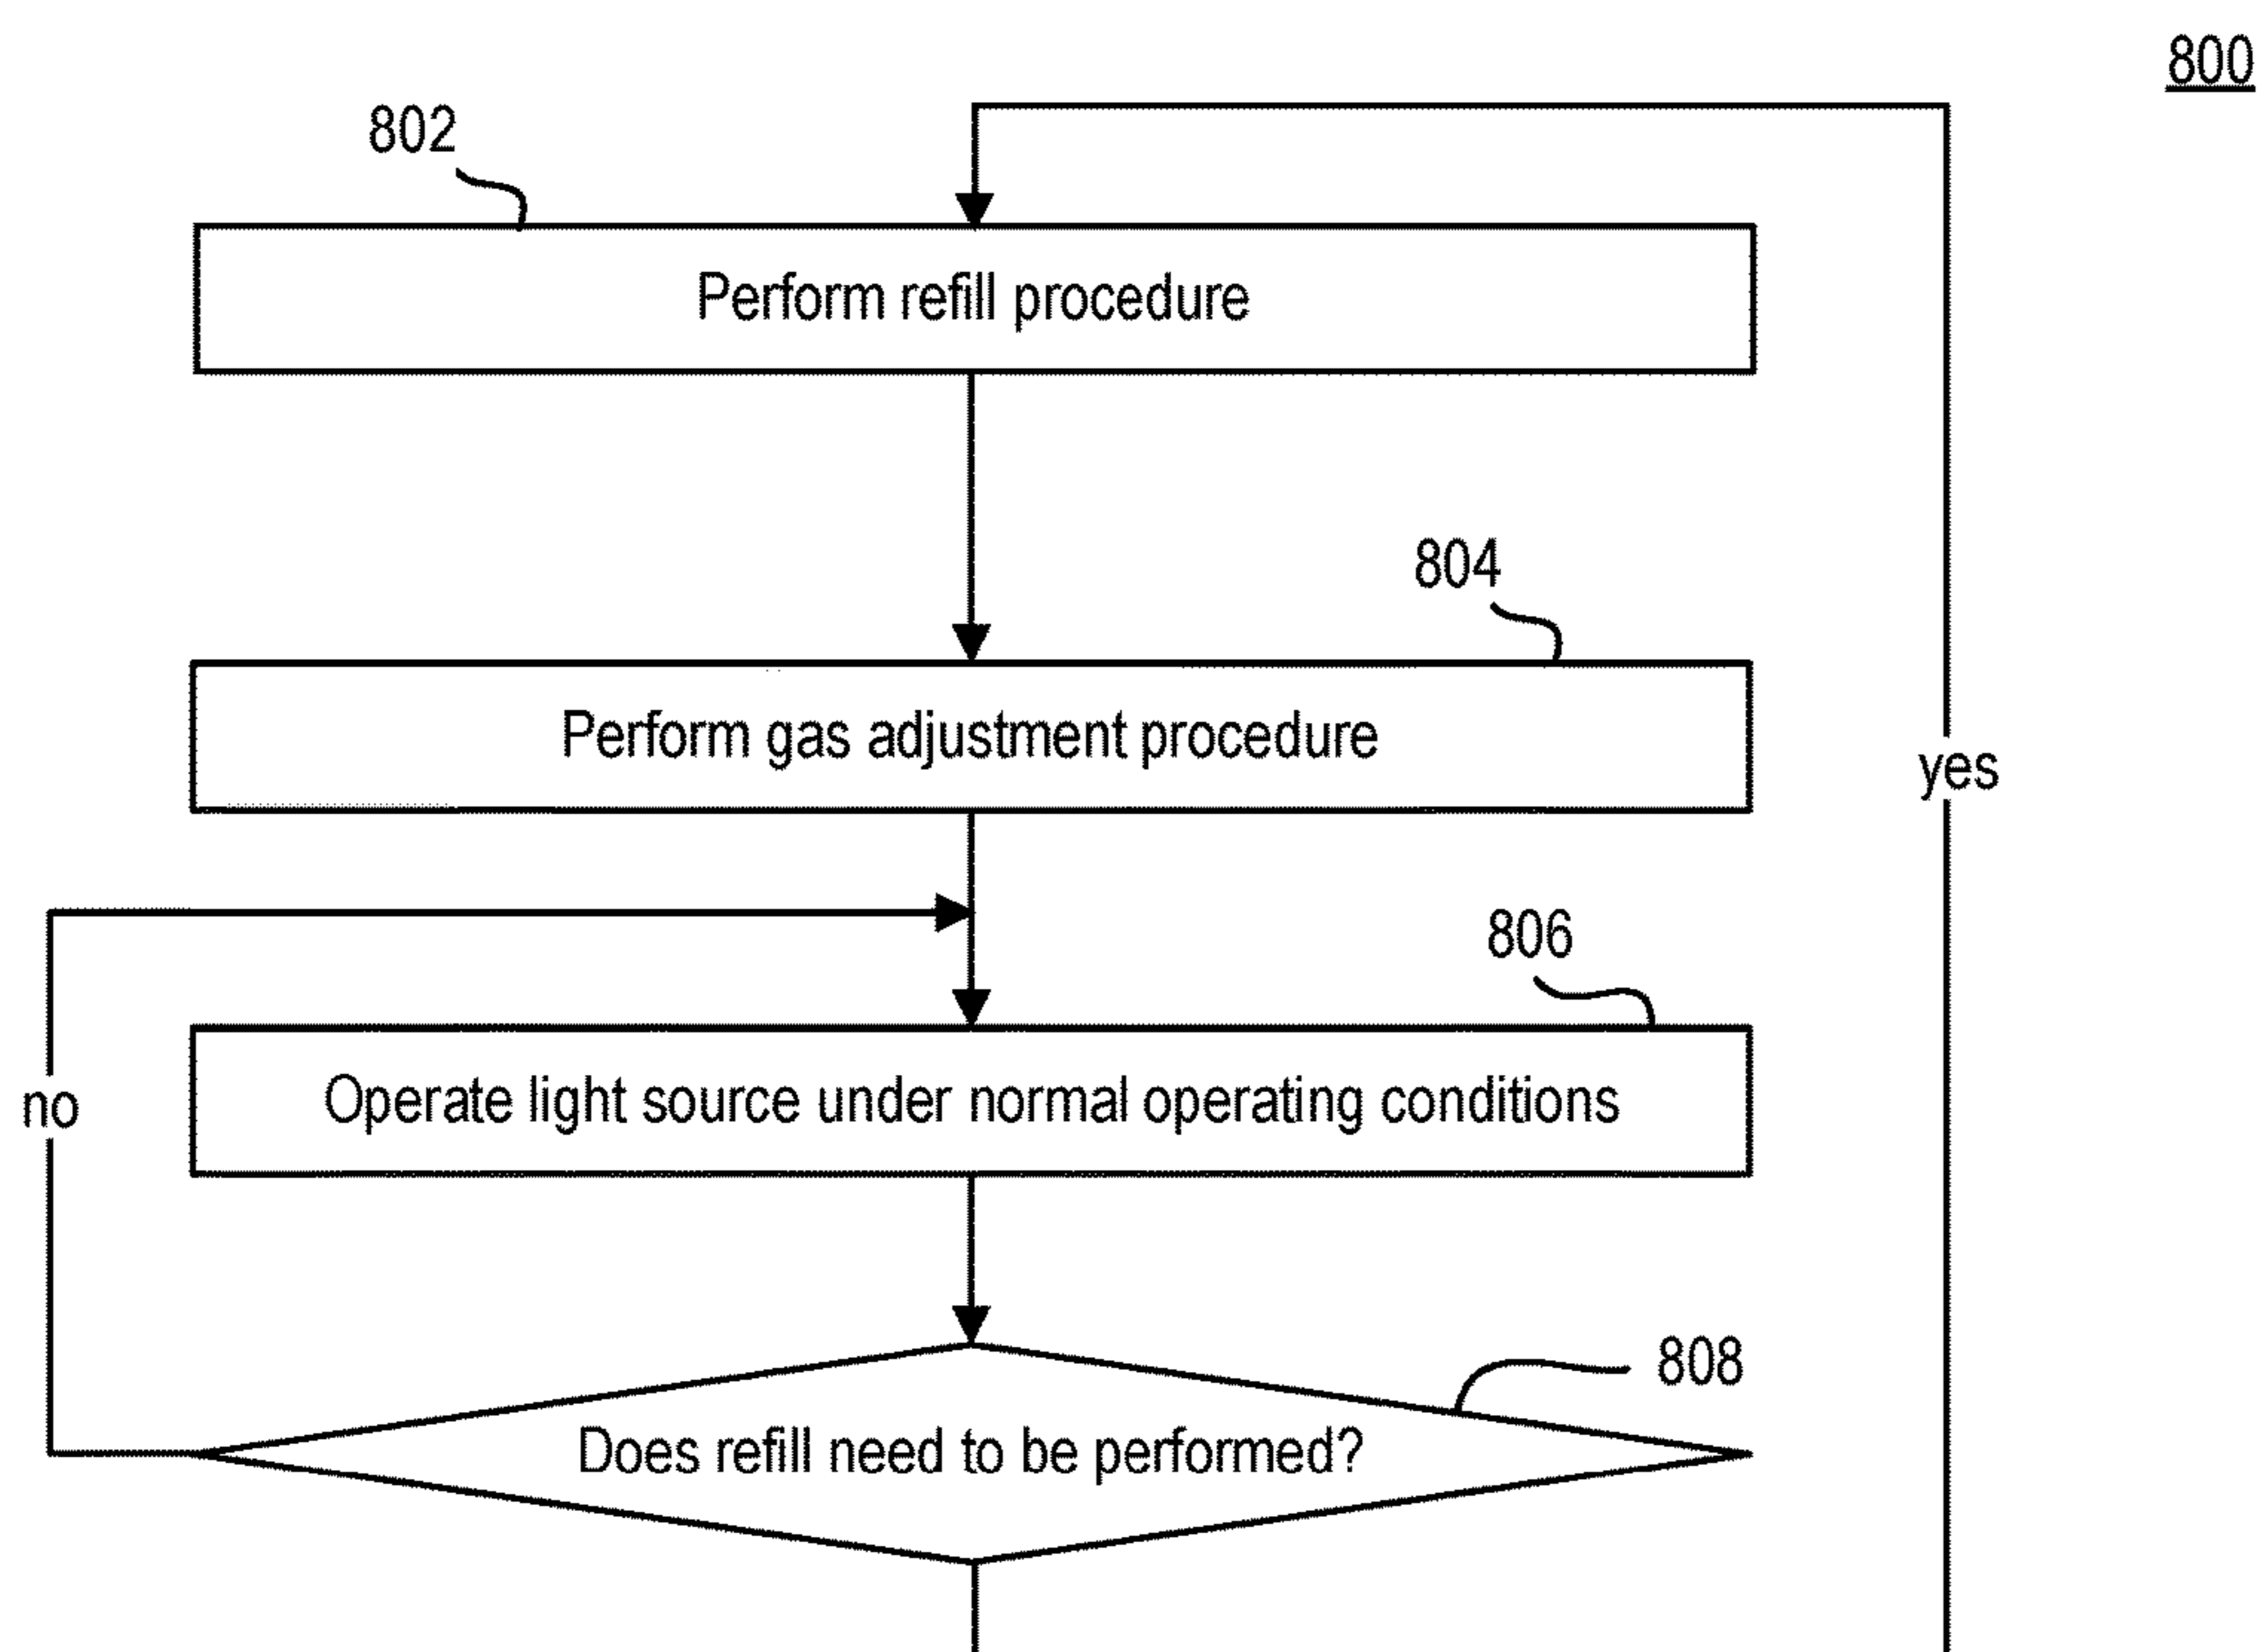 800
802
Perform refill procedure
804
Perform gas adjustment procedure
yes
806
Operate light source under normal operating conditions
no
808
Does refill need to be performed?